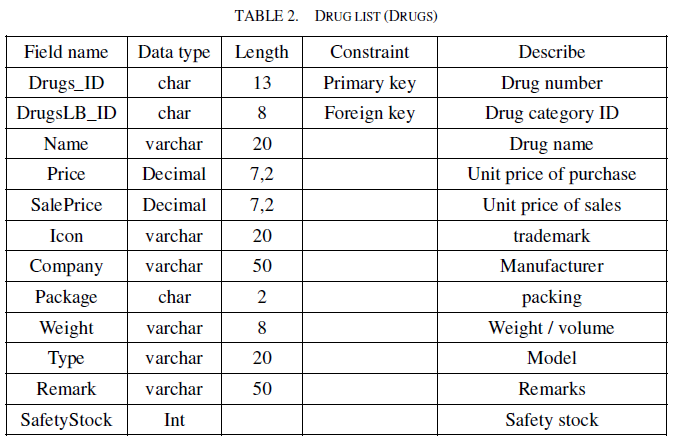 TABLE 2. DRUG LIST (DRUGS)
Field name Data type Length Constraint Describe
Drugs_ID char 13 Primary key Drug number
DrugsLB_ID char 8 Foreign key Drug category ID
Name varchar 20 Drug name
Price Decimal 7,2 Unit price of purchase
SalePrice Decimal 7,2 Unit price of sales
Icon varchar 20 trademark
Company varchar 50 Manufacturer
Package char 2 packing
Weight varchar 8 Weight / volume
Type varchar 20 Model
Remark varchar 50 Remarks
SafetyStock Int Safety stock